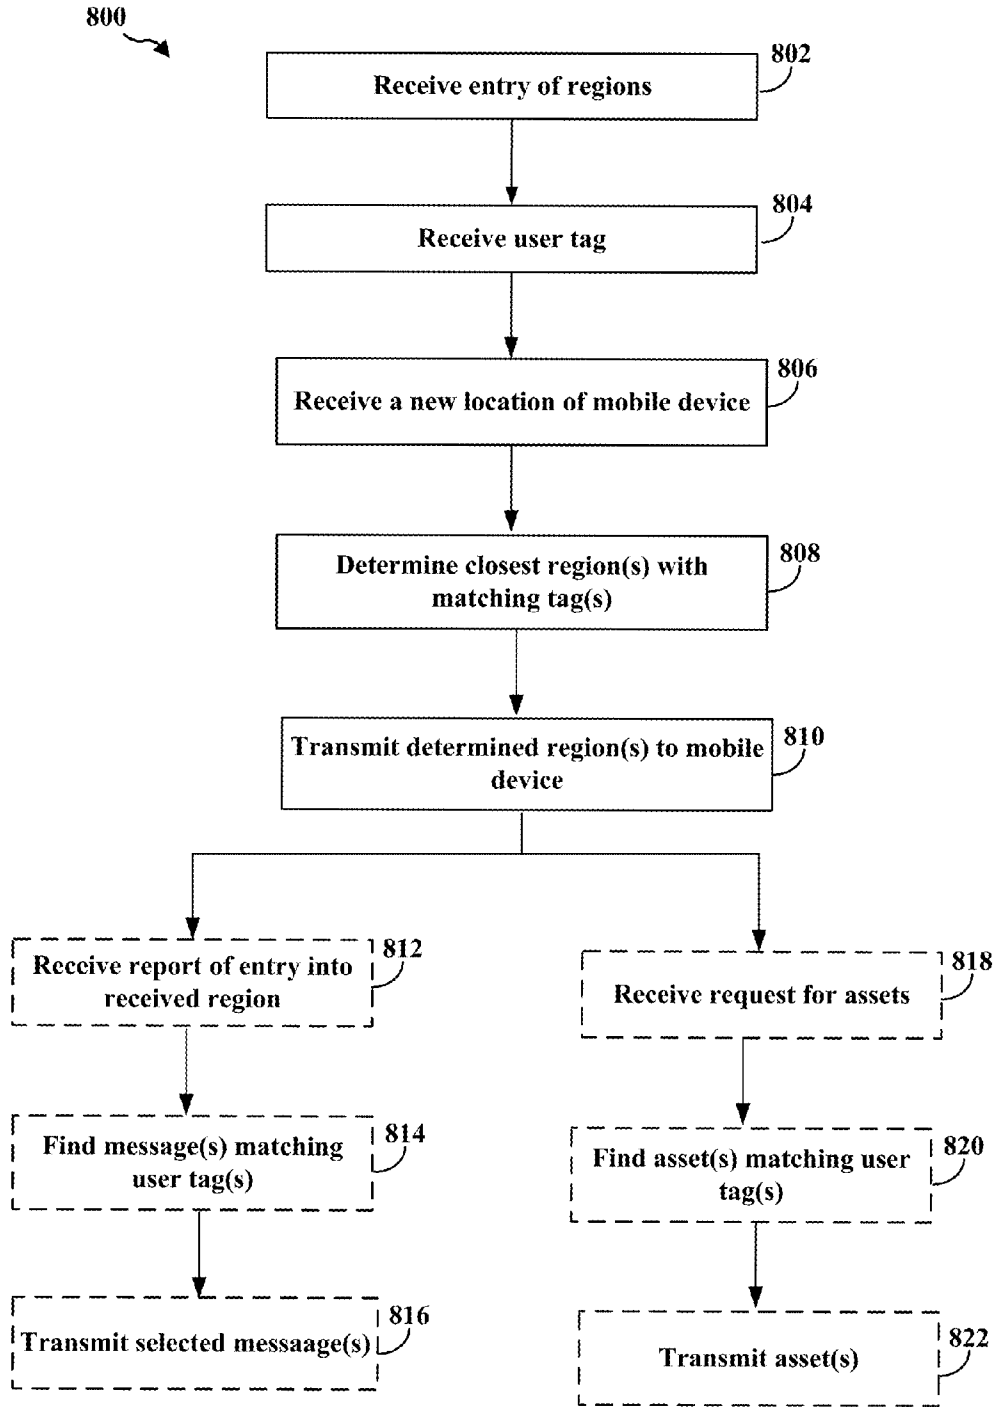 800
802
Receive entry of regions
804
Receive user tag
806
Receive a new location of mobile device
808
Determine closest region(s) with
matching tag(s)
810
Transmit determined region(s) to mobile
device
812
Receive report of entry into
received region
814
Find message(s) matching
user tag(s)
816
Transmit selected messaage(s)
818
Receive request for assets
820
Find asset(s) matching user
tag(s)
822
Transmit asset(s)